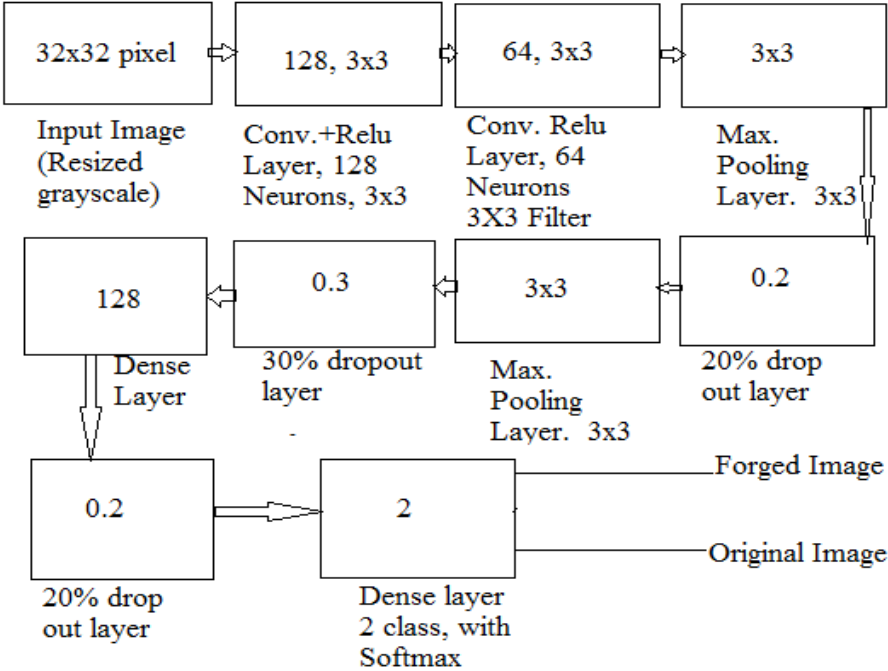 32x32 pixel
Input Image
(Resized
grayscale)
128, 3x3
Conv.+Relu
Layer, 128
Neurons, 3x3
64, 3x3
Conv. Relu
Layer, 64
Neurons
3X3 Filter
3x3
Max.
Pooling
Layer. 3x3
0.2
20% drop
out layer
3x3
Max.
Pooling
Layer. 3x3
0.3
30% dropout
layer
128
Dense
Layer
0.2
20% drop
out layer
2
Dense layer
2 class, with
Softmax
Forged Image
Original Image